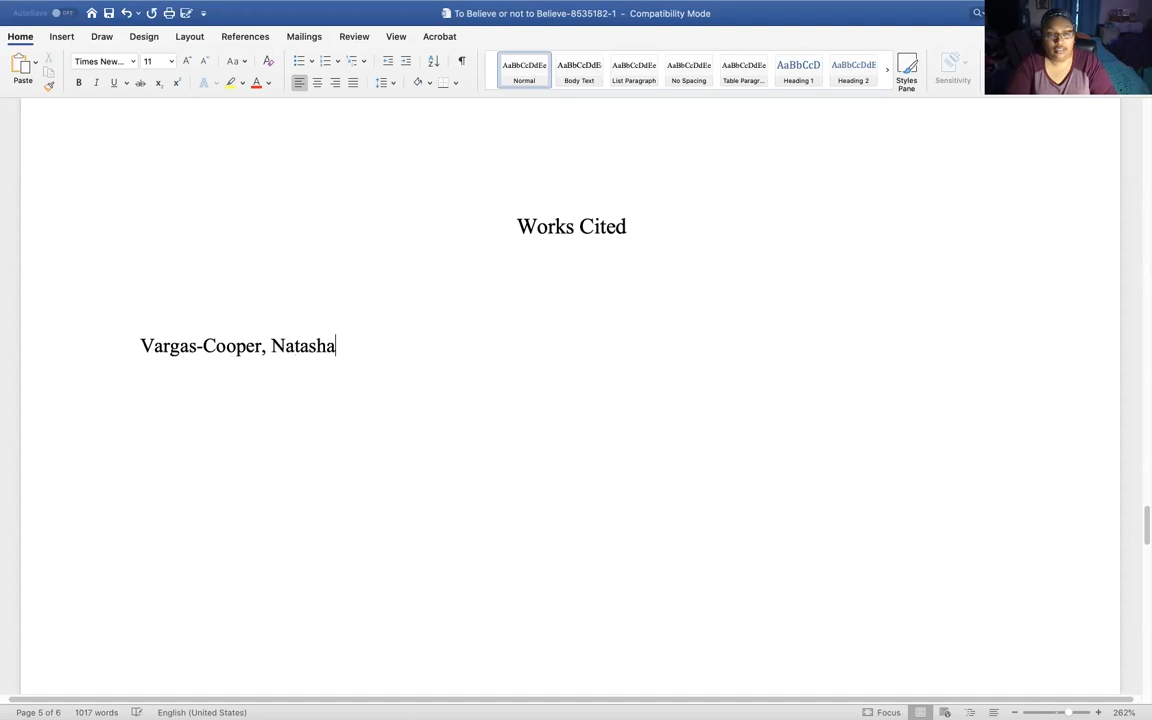 AutoSave OFF To Believe or not to Believe-8535182-1 - Compatibility Mode
Home Insert Draw Design Layout References Mailings Review View Acrobat
Paste Times New... 11 Aa
AaBbCcDdEe AaBbCcDdE AaBbCcDdEe AaBbCcDdEe AaBbCcDdEe AaBbCcD AaBbCcDdE
Normal Body Text List Paragraph No Spacing Table Paragr... Heading 1 Heading 2 Styles Pane Sensitivity
Works Cited
Vargas-Cooper, Natasha
Page 5 of 6 1017 words English (United States) Focus 262%